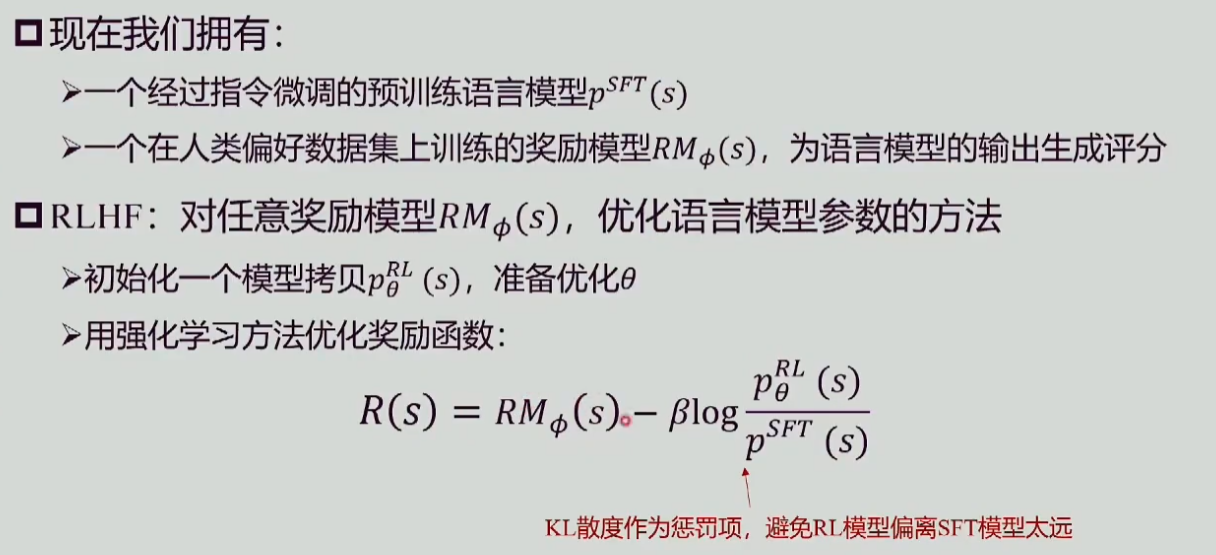 现在我们拥有：
➢一个经过指令微调的预训练语言模型$p^{SFT}(s)$
➢一个在人类偏好数据集上训练的奖励模型$RM_{\phi}(s)$，为语言模型的输出生成评分
RLHF：对任意奖励模型$RM_{\phi}(s)$，优化语言模型参数的方法
➢初始化一个模型拷贝$p_{\theta}^{RL}(s)$，准备优化$\theta$
➢用强化学习方法优化奖励函数：
$R(s) = RM_{\phi}(s) - \beta \log \frac{p_{\theta}^{RL}(s)}{p^{SFT}(s)}$
KL散度作为惩罚项，避免RL模型偏离SFT模型太远